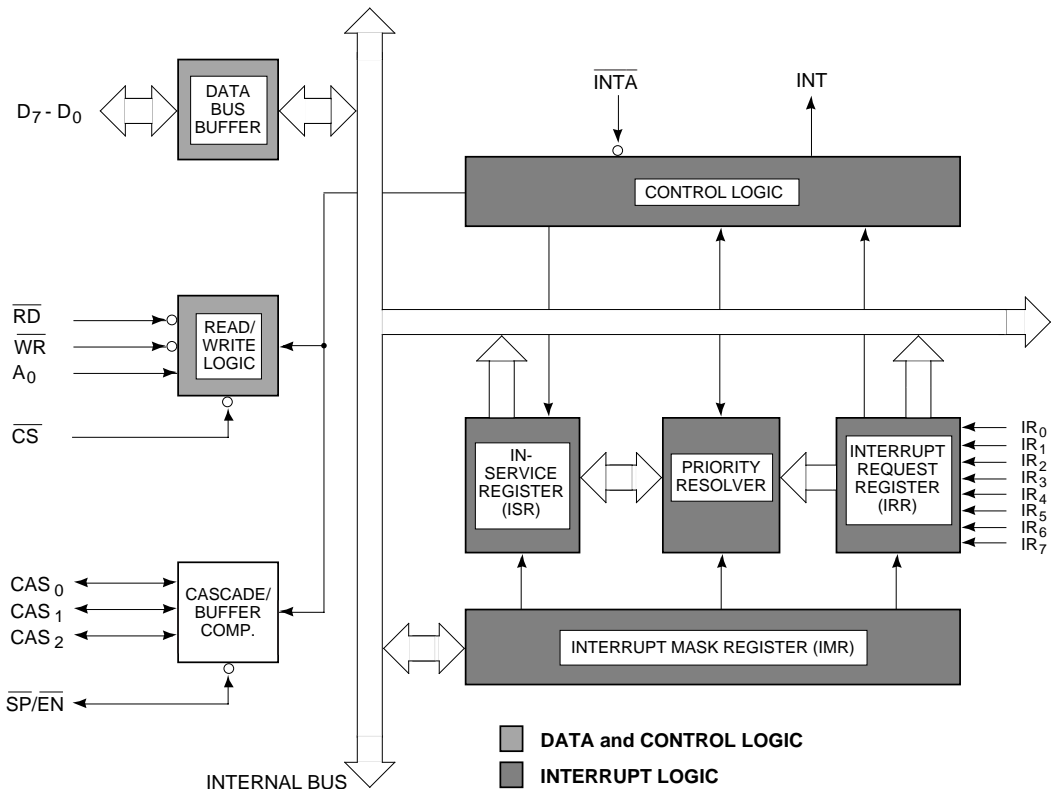 DATA
BUS
BUFFER
D7 - D0
INTA
INT
CONTROL LOGIC
RD
WR
A0
CS
READ/
WRITE
LOGIC
IN-
SERVICE
REGISTER
(ISR)
PRIORITY
RESOLVER
INTERRUPT
REQUEST
REGISTER
(IRR)
IR0
IR1
IR2
IR3
IR4
IR5
IR6
IR7
CAS 0
CAS 1
CAS 2
CASCADE/
BUFFER
COMP.
SP/EN
INTERRUPT MASK REGISTER (IMR)
INTERNAL BUS
DATA and CONTROL LOGIC
INTERRUPT LOGIC